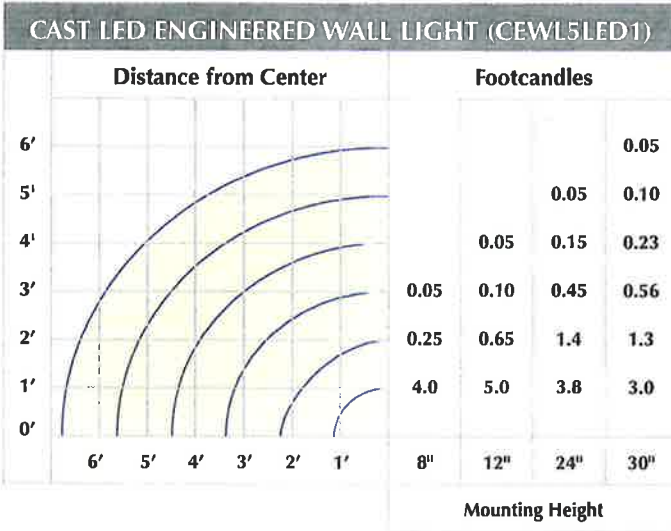 CAST LED ENGINEERED WALL LIGHT (CEWL5LED1)
Distance from Center Footcandles
6' 0.05
5' 0.05 0.10
4' 0.05 0.15 0.23
3' 0.05 0.10 0.45 0.56
2' 0.25 0.65 1.4 1.3
1' 4.0 5.0 3.8 3.0
0'
6' 5' 4' 3' 2' 1' 8" 12" 24" 30"
Mounting Height